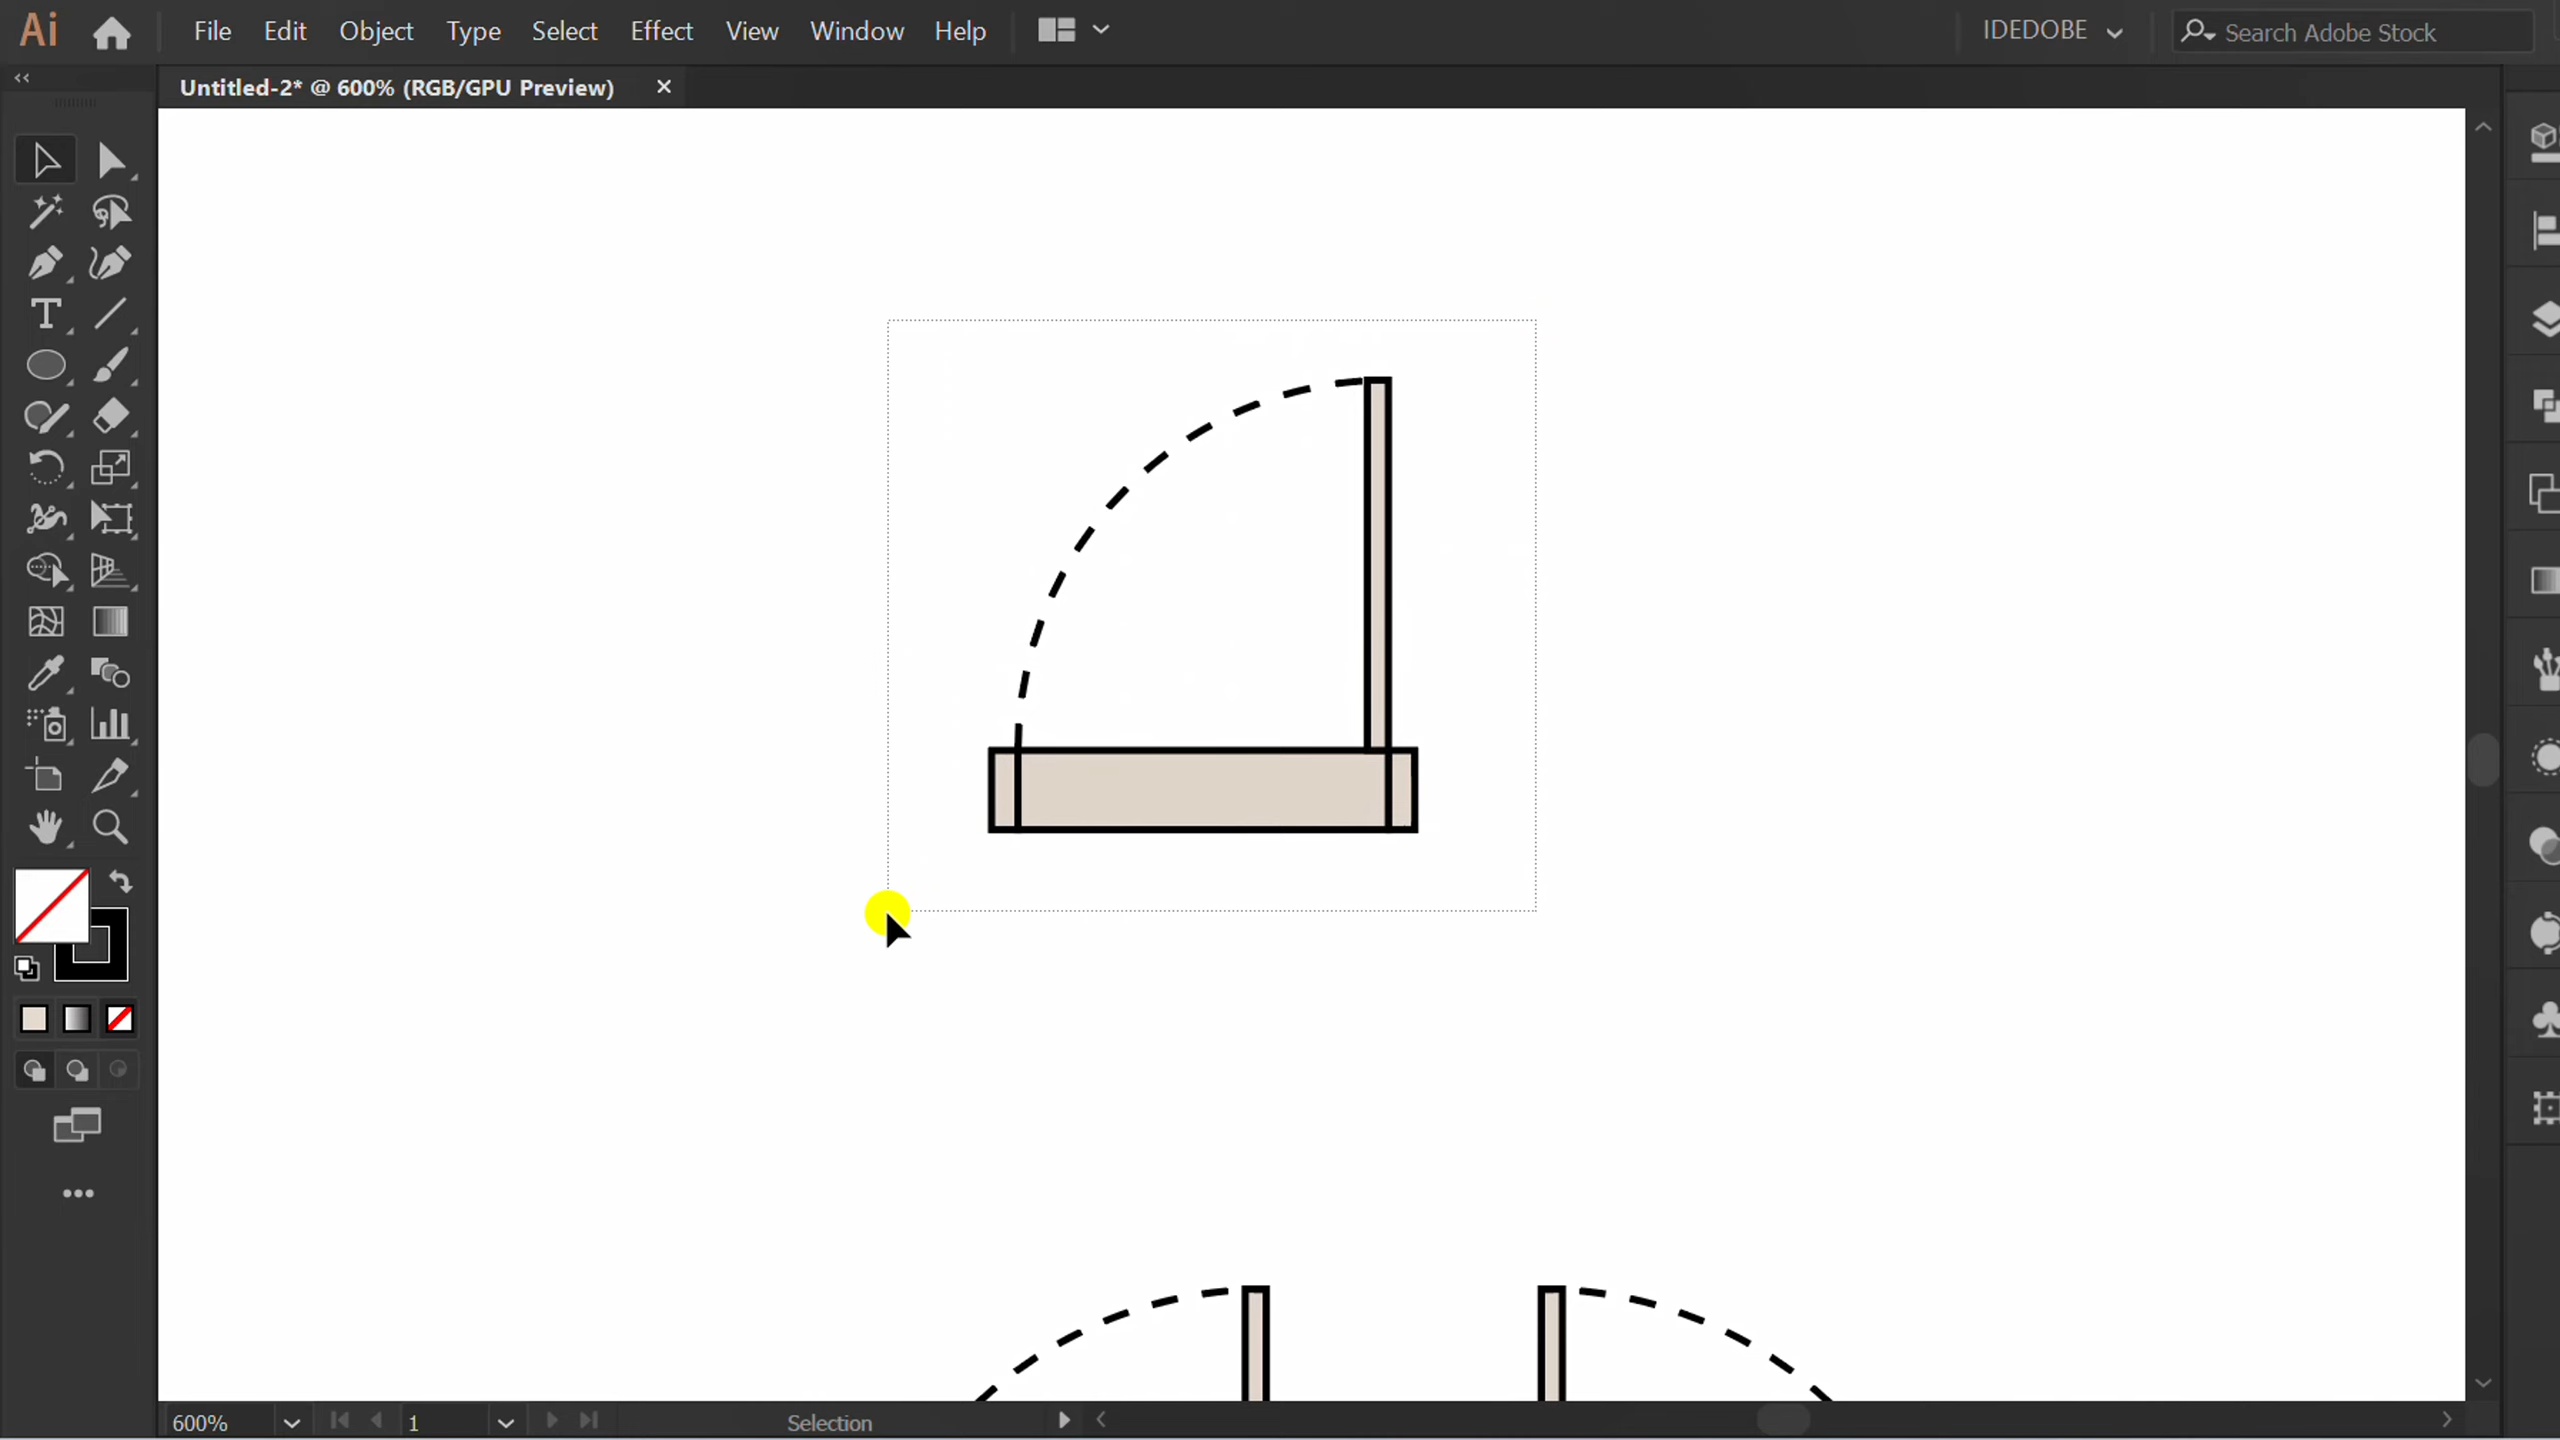 Ai File Edit Object Type Select Effect View Window Help IDEDOBE Search Adobe Stock
Untitled-2* @ 600% (RGB/GPU Preview)
600% 1 Selection